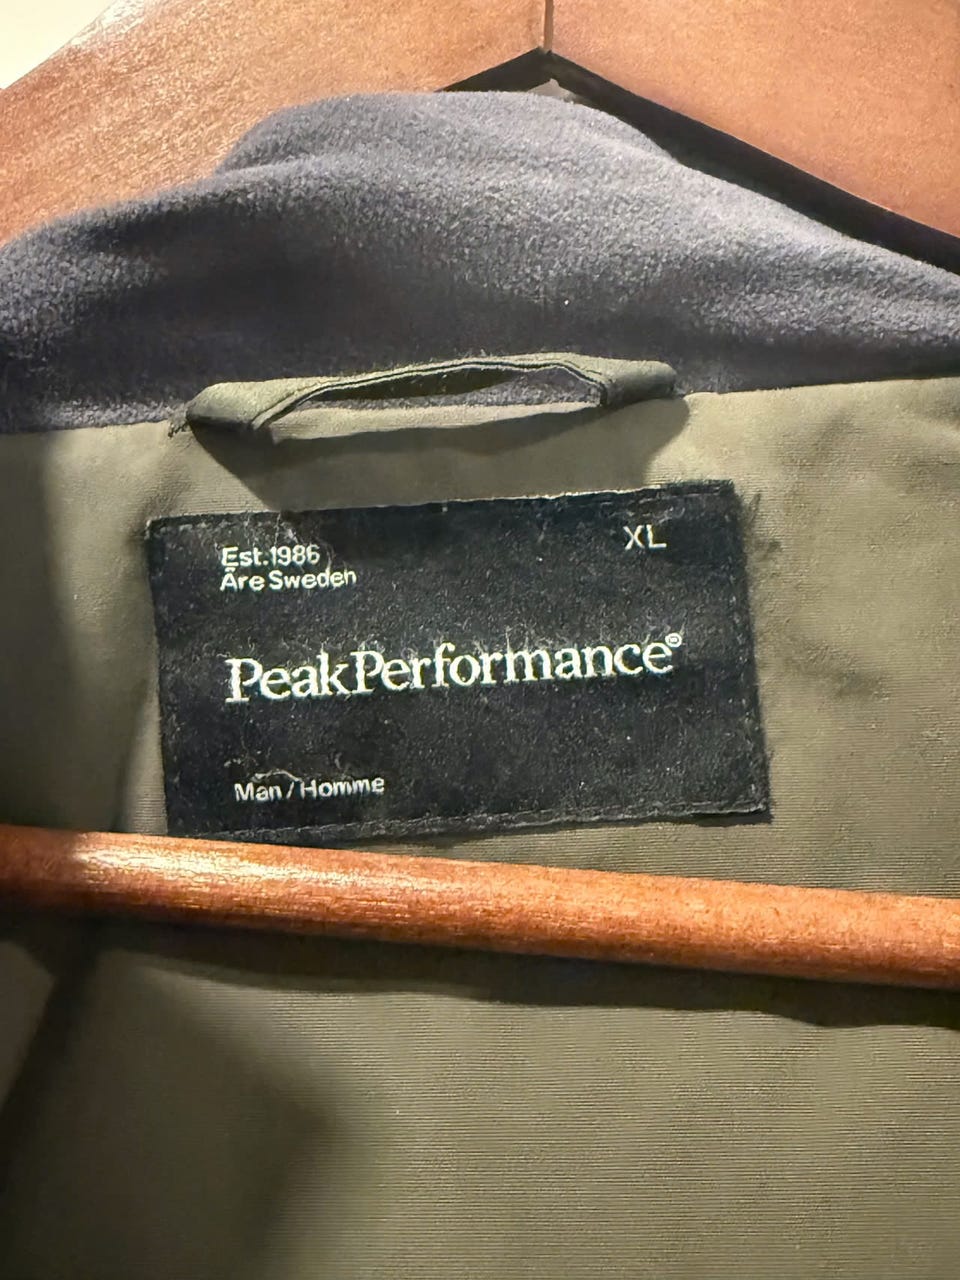 Est.1986
Åre Sweden
XL
PeakPerformance®
Man / Homme